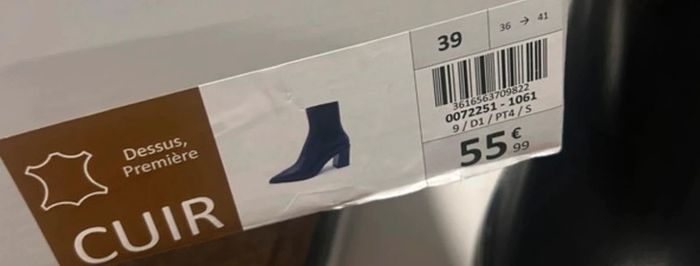 Dessus,
Première
CUIR
39
36 → 41
3616563709822
0072251 - 1061
9 / D1 / PT4 / S
55 €99